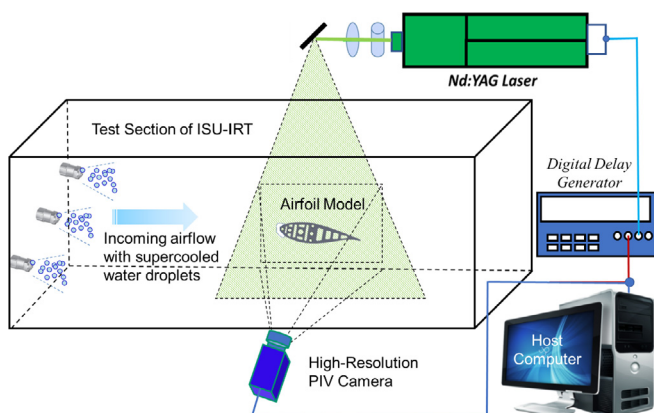 Nd:YAG Laser
Test Section of ISU-IRT
Digital Delay
Generator
Airfoil Model
Incoming airflow
with supercooled
water droplets
Host
Computer
High-Resolution
PIV Camera